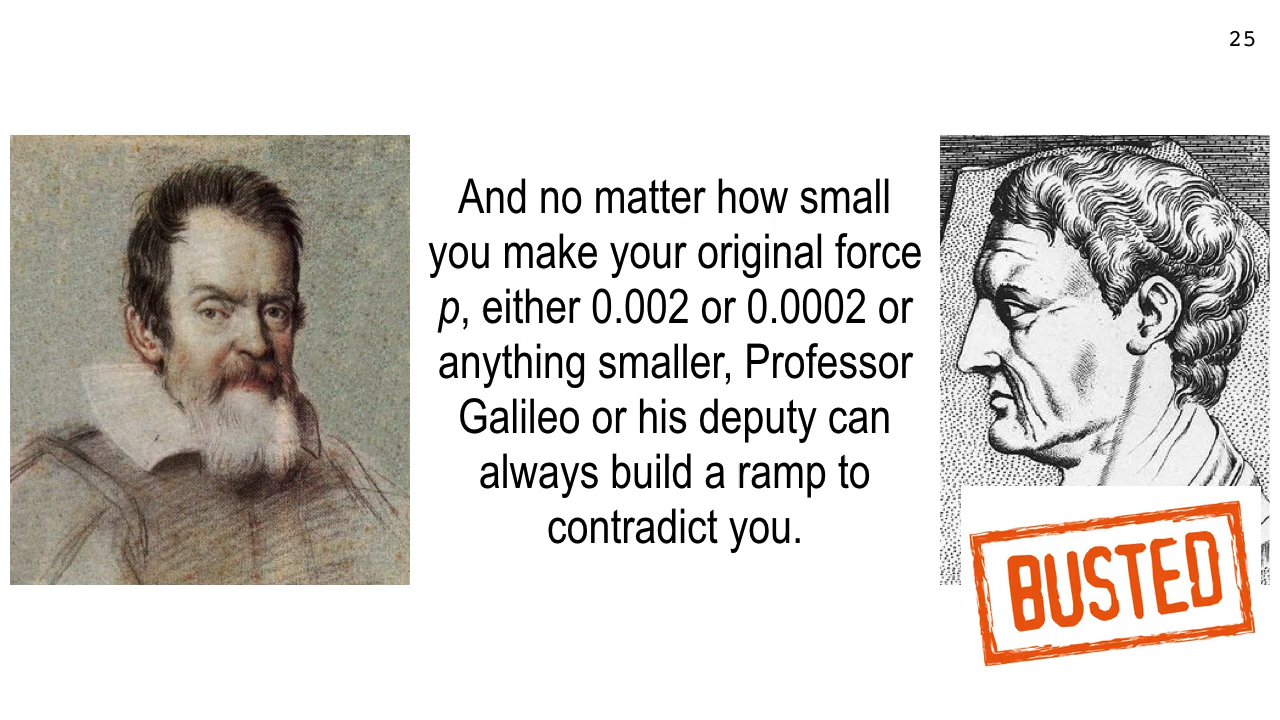 25
And no matter how small
you make your original force
p, either 0.002 or 0.0002 or
anything smaller, Professor
Galileo or his deputy can
always build a ramp to
contradict you.
BUSTED